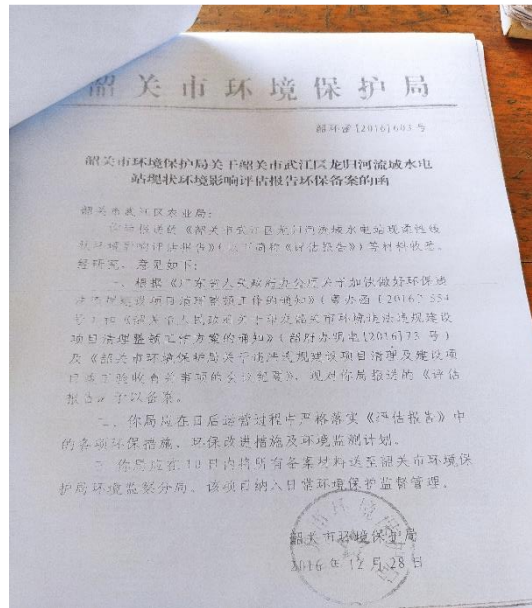 韶关市环境保护局
韶环审[2016]603号
韶关市环境保护局关于韶关市武江区龙归河流域水电
站现状环境影响评估报告环保备案的函
韶关市武江区农业局:
报送的《韶关市武江区龙归河流域水电站现
状环境影响评估报告》(以下简称《评估报告》)等材料收悉。
经研究,意见如下:
一、根据《广东省人民政府办公厅关于加快做好环保违
法违规建设项目清理整顿工作的通知》(粤办函[2016]554
号)和《韶关市人民政府关于印发韶关市环境违法违规建设
项目清理整顿工作方案的通知》(韶府办明电[2016]23号)
及《韶关市环境保护局关于违法违规建设项目清理及建设项
目竣工验收有关事项的会议纪要》,现对你局报送的《评估
报告》予以备案。
二、你局应在日后运营过程中严格落实《评估报告》中
的各项环保措施、环保改进措施及环境监测计划。
三、你局应在10日内将所有备案材料送至韶关市环境保
护局环境监察分局。该项目纳入日常环境保护监督管理。
韶关市环境保护局
2016年12月28日